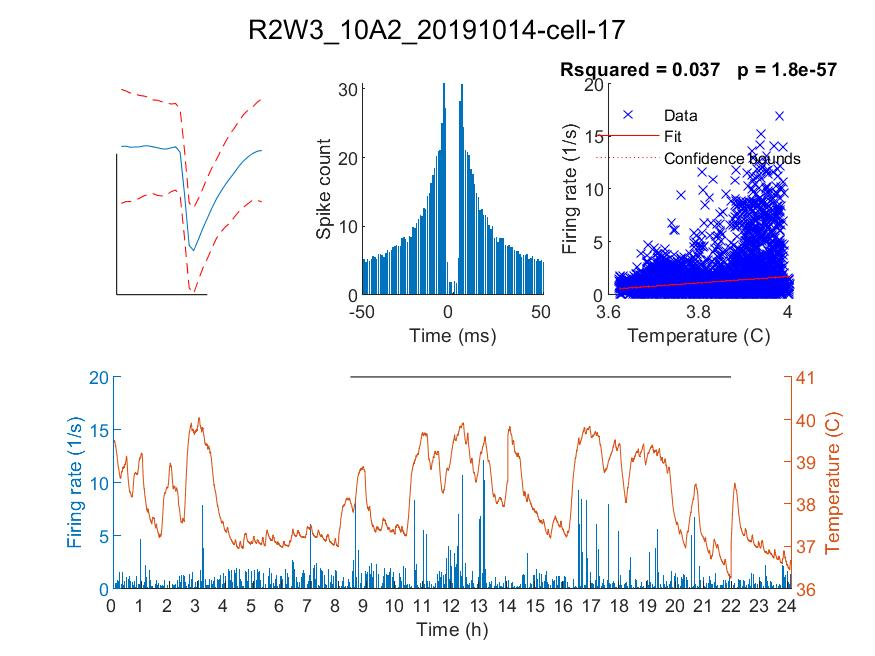 R2W3_10A2_20191014-cell-17
Rsquared = 0.037 p = 1.8e-57
Spike count
30
20
10
0
-50
0
50
Time (ms)
Firing rate (1/s)
20
15
10
5
0
Data
Fit
Confidence bounds
3.6
3.8
4
Temperature (C)
Firing rate (1/s)
20
15
10
5
0
41
40
39
38
37
36
Temperature (C)
0 1 2 3 4 5 6 7 8 9 10 11 12 13 14 15 16 17 18 19 20 21 22 23 24
Time (h)